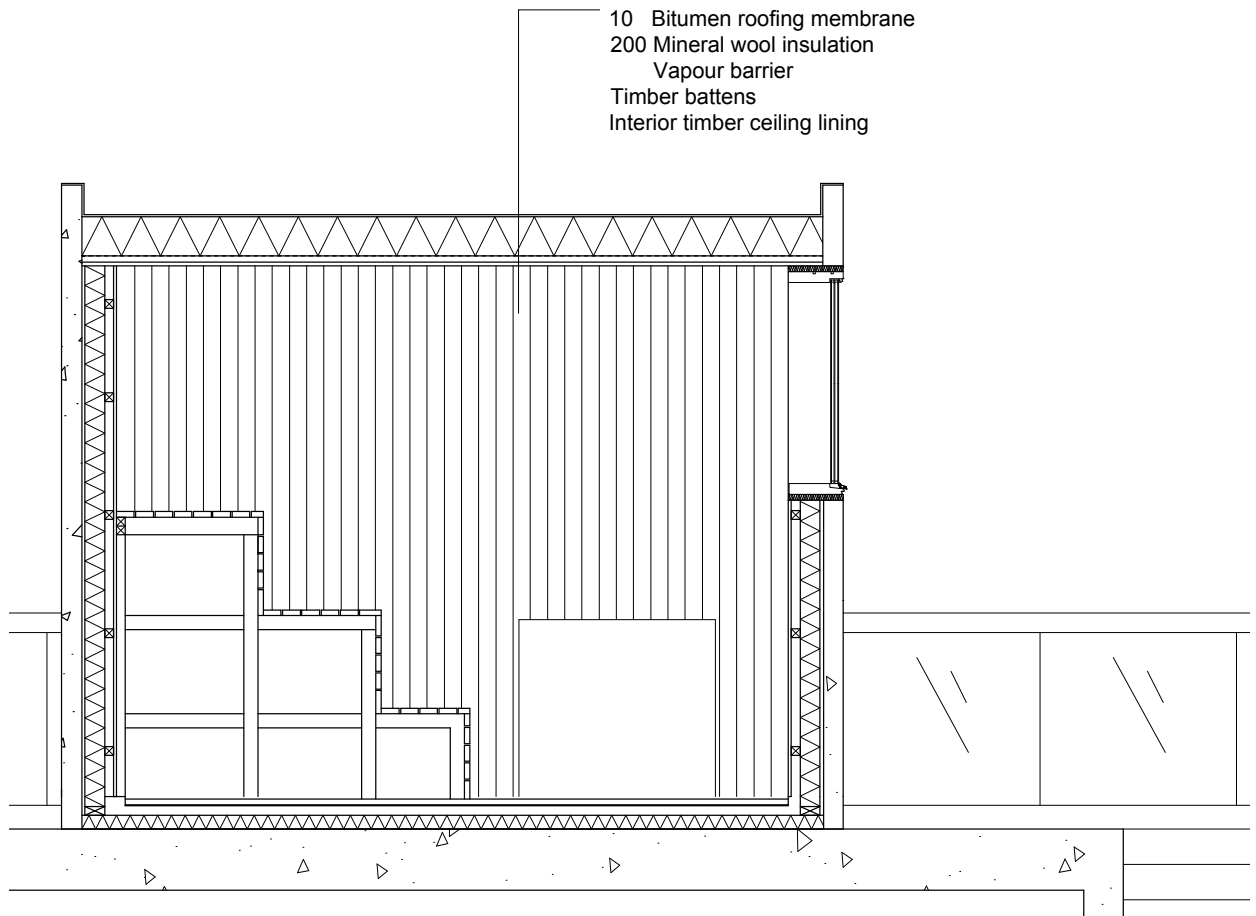 10 Bitumen roofing membrane
200 Mineral wool insulation
Vapour barrier
Timber battens
Interior timber ceiling lining